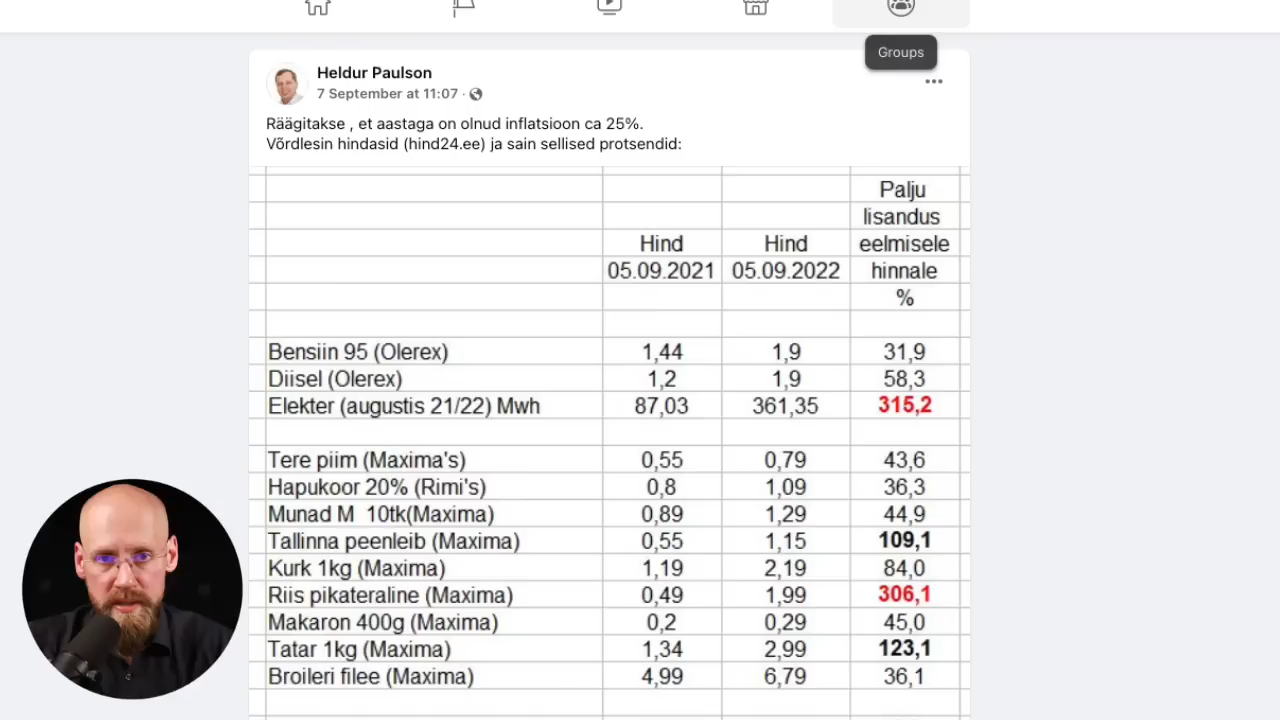 Groups
Heldur Paulson
7 September at 11:07 ·
Räägitakse , et aastaga on olnud inflatsioon ca 25%.
Võrdlesin hindasid (hind24.ee) ja sain sellised protsendid:
Palju
lisandus
Hind Hind eelmisele
05.09.2021 05.09.2022 hinnale
%
Bensiin 95 (Olerex) 1,44 1,9 31,9
Diisel (Olerex) 1,2 1,9 58,3
Elekter (augustis 21/22) Mwh 87,03 361,35 315,2
Tere piim (Maxima's) 0,55 0,79 43,6
Hapukoor 20% (Rimi's) 0,8 1,09 36,3
Munad M 10tk(Maxima) 0,89 1,29 44,9
Tallinna peenleib (Maxima) 0,55 1,15 109,1
Kurk 1kg (Maxima) 1,19 2,19 84,0
Riis pikateraline (Maxima) 0,49 1,99 306,1
Makaron 400g (Maxima) 0,2 0,29 45,0
Tatar 1kg (Maxima) 1,34 2,99 123,1
Broileri filee (Maxima) 4,99 6,79 36,1